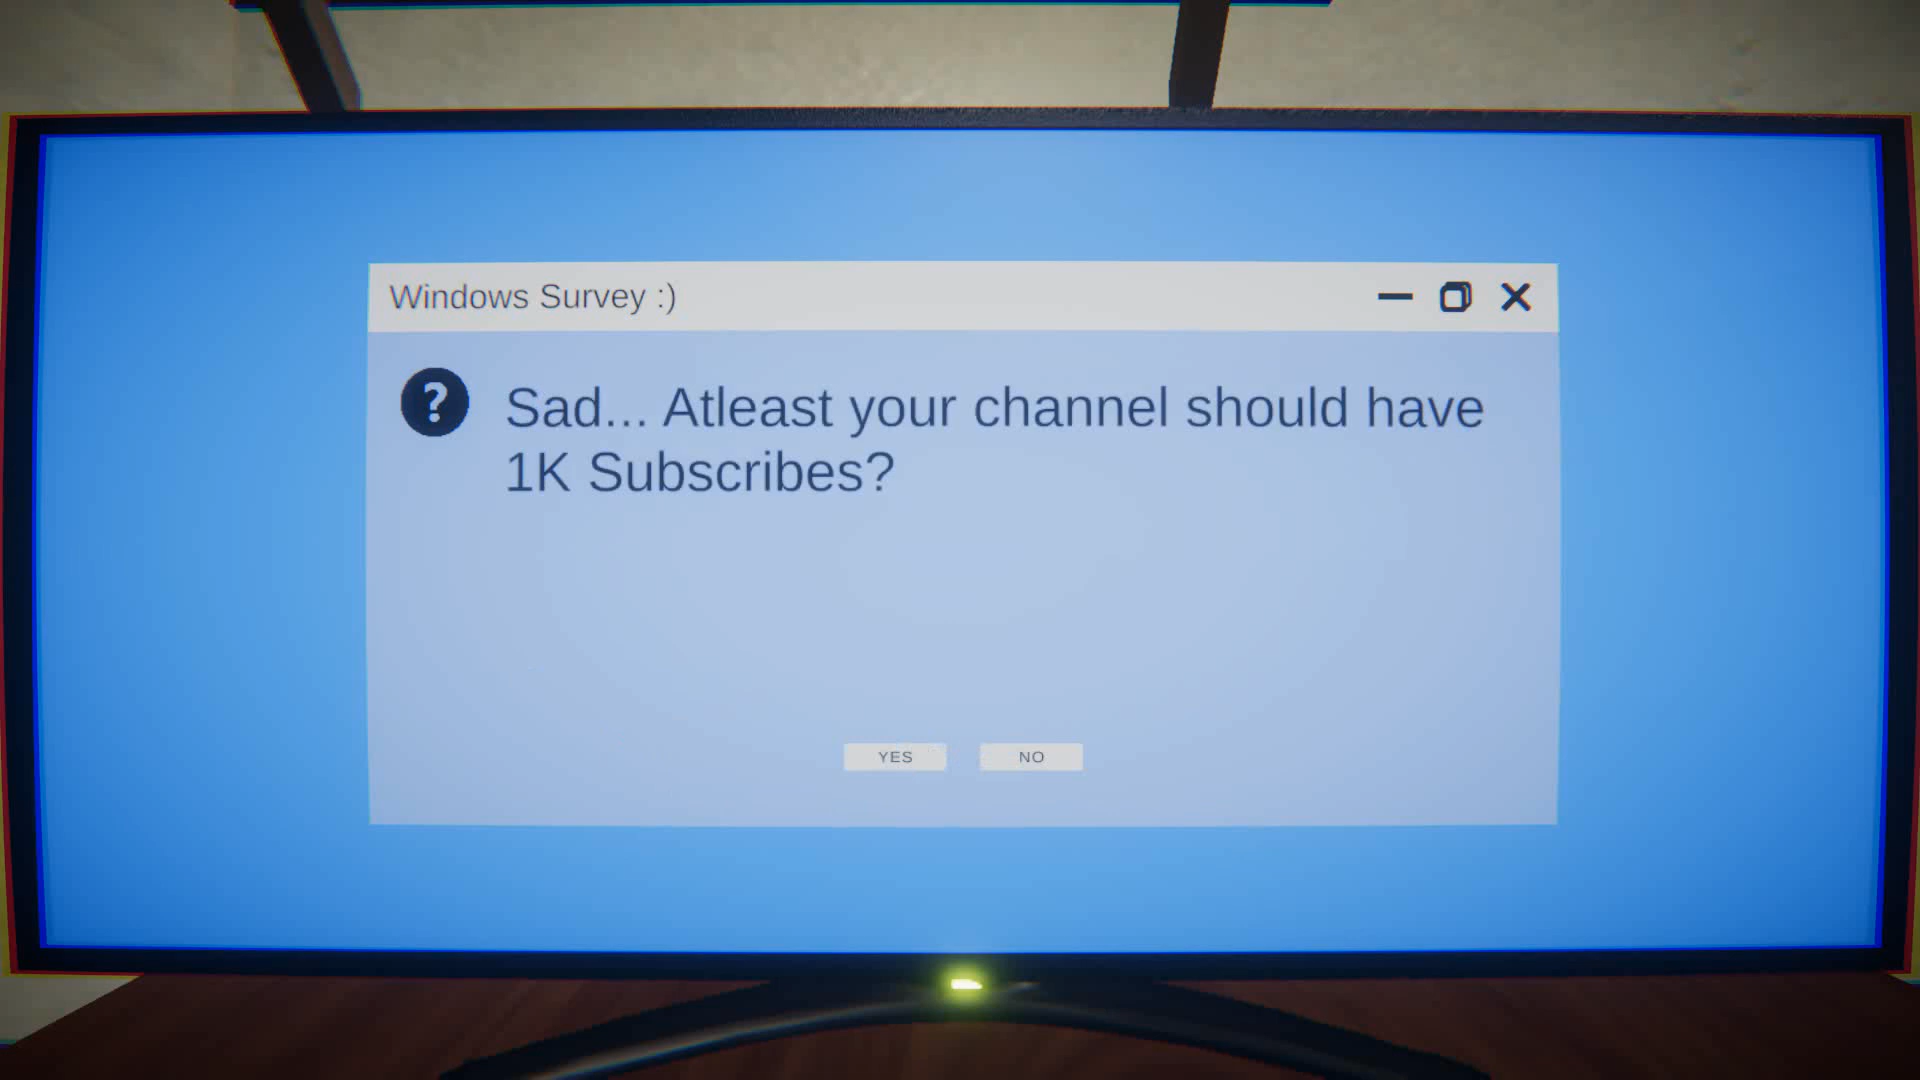 Windows Survey :)
?
Sad... Atleast your channel should have
1K Subscribes?
YES NO